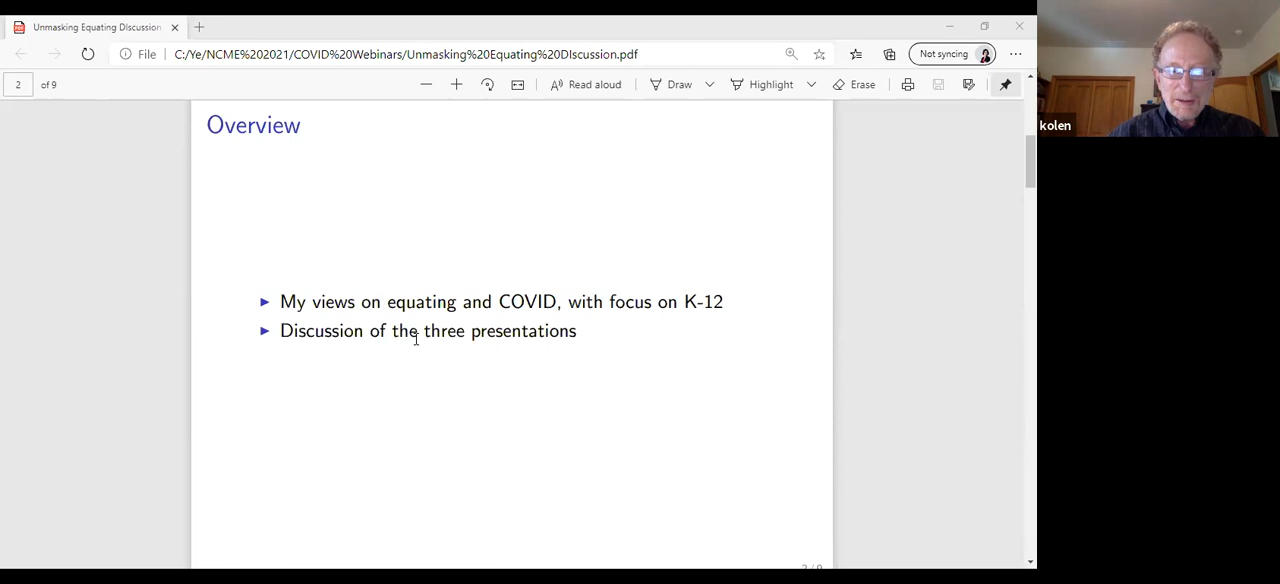 Unmasking Equating DIscussion
File
C:/Ye/NCME%202021/COVID%20Webinars/Unmasking%20Equating%20DIscussion.pdf
Not syncing
2 of 9
Read aloud
Draw
Highlight
Erase
kolen
Overview
My views on equating and COVID, with focus on K-12
Discussion of the three presentations
2 / 9